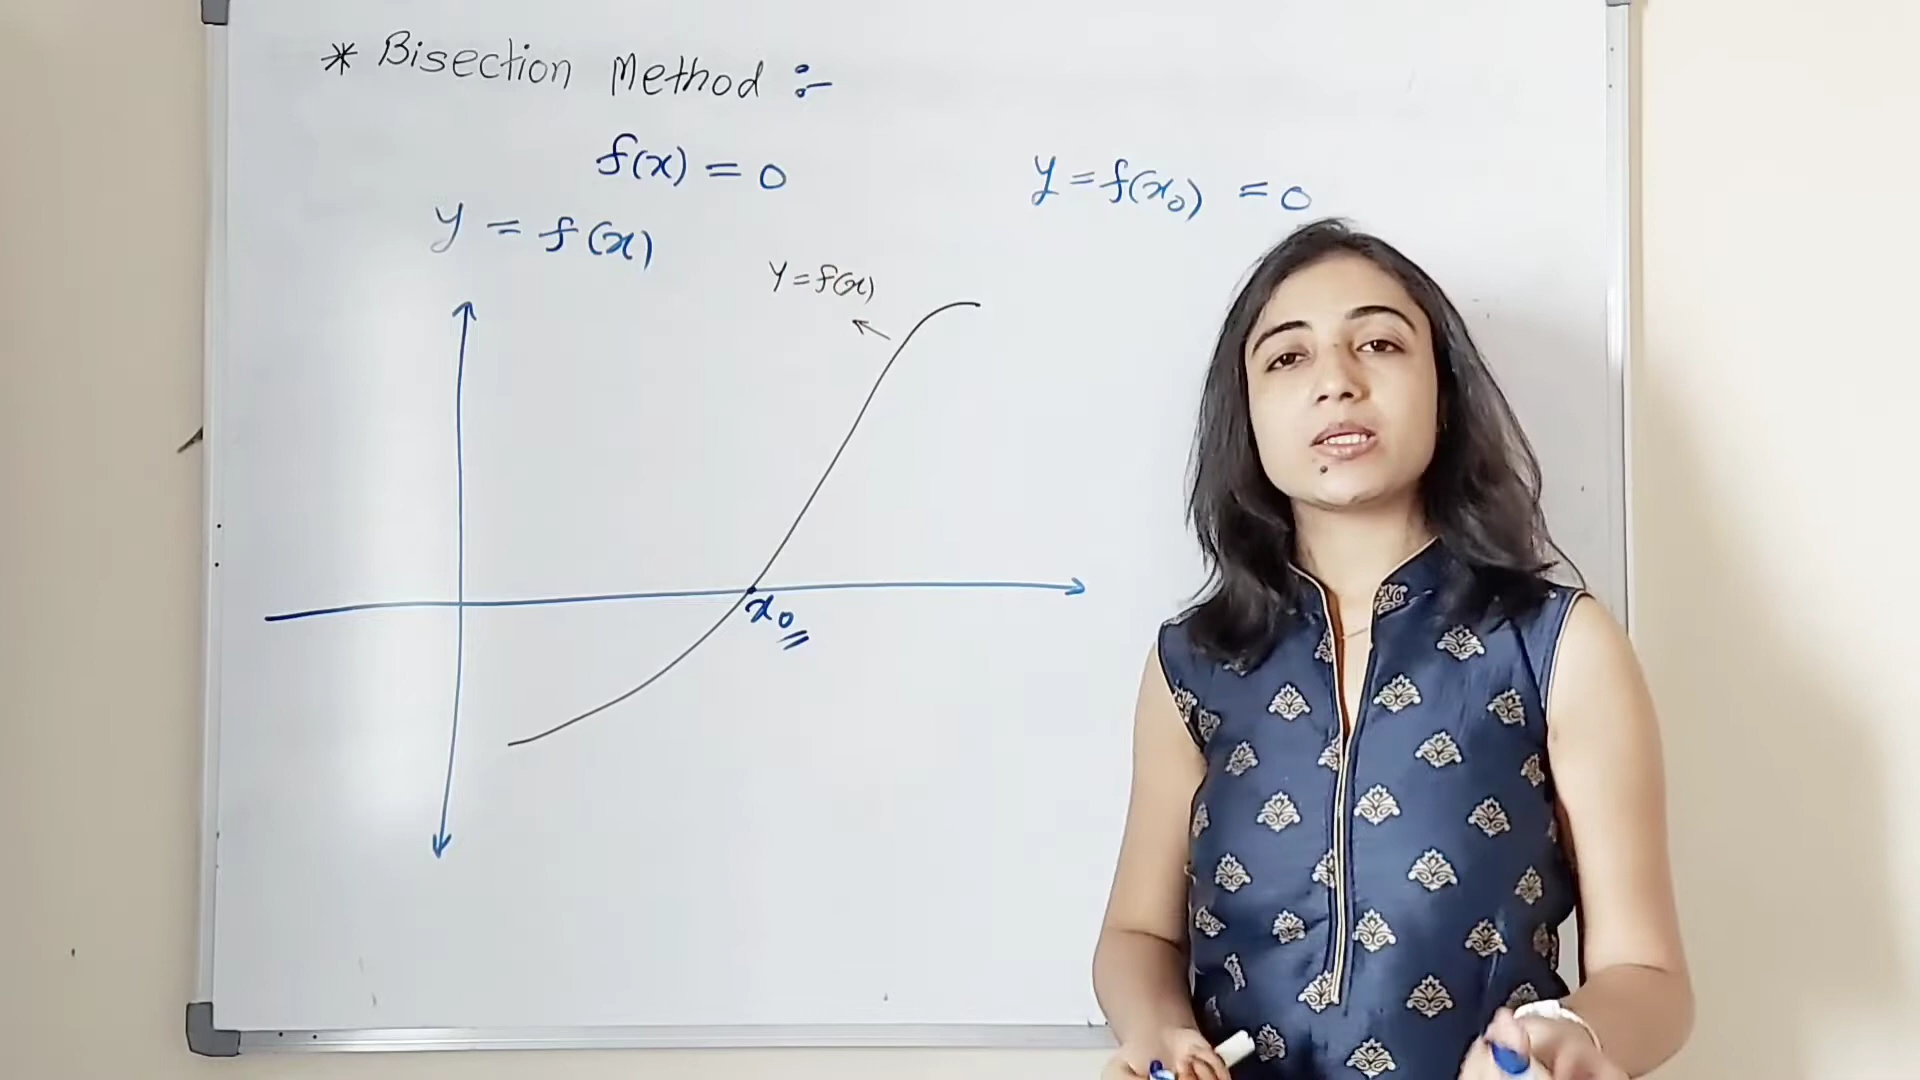 * Bisection Method :-
f(x) = 0
y = f(x₀) = 0
y = f(x)
y = f(x)
x₀